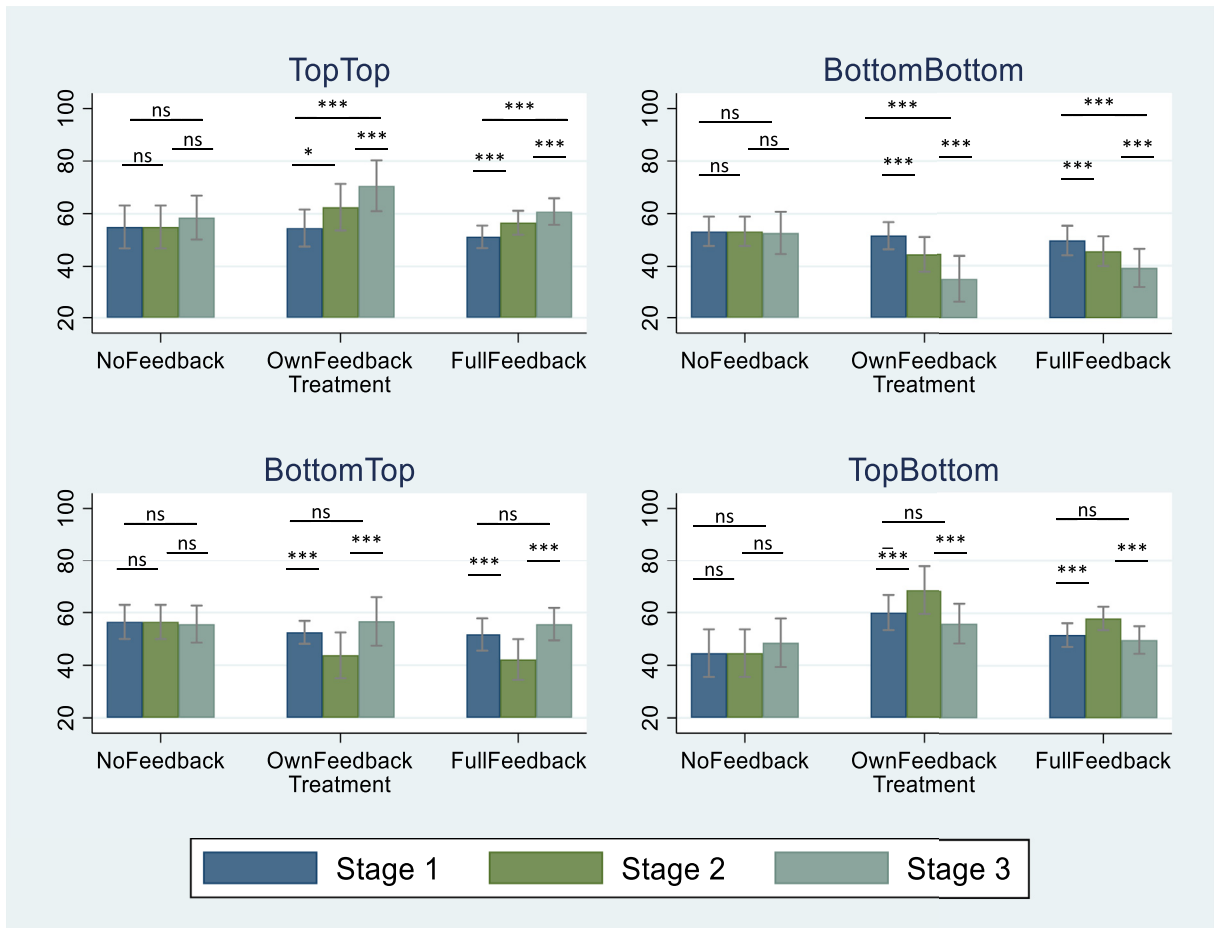 TopTop
100
80
60
40
20
ns
ns
ns
***
*
***
***
***
***
NoFeedback OwnFeedback FullFeedback
Treatment
BottomBottom
100
80
60
40
20
ns
ns
ns
***
***
***
***
***
***
NoFeedback OwnFeedback FullFeedback
Treatment
BottomTop
100
80
60
40
20
ns
ns
ns
ns
***
***
ns
***
***
NoFeedback OwnFeedback FullFeedback
Treatment
TopBottom
100
80
60
40
20
ns
ns
ns
ns
***
***
ns
***
***
NoFeedback OwnFeedback FullFeedback
Treatment
Stage 1 Stage 2 Stage 3